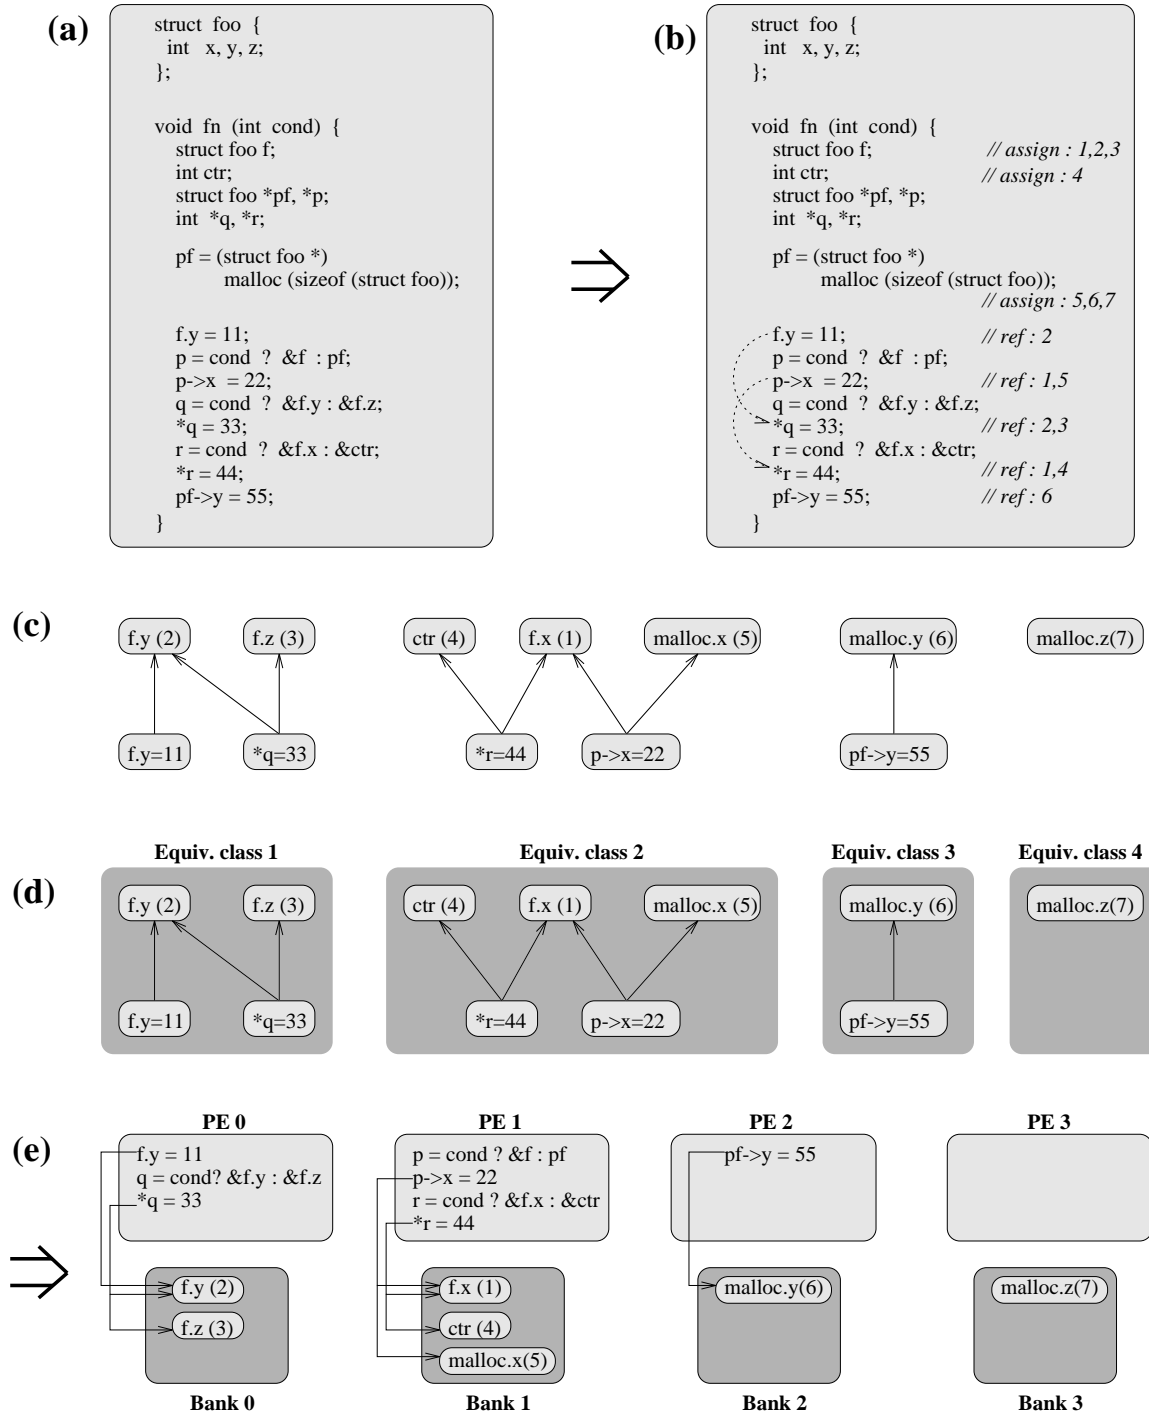 (a)
struct foo {
int x, y, z;
};
void fn (int cond) {
struct foo f;
int ctr;
struct foo *pf, *p;
int *q, *r;
pf = (struct foo *)
malloc (sizeof (struct foo));
f.y = 11;
p = cond ? &f : pf;
p->x = 22;
q = cond ? &f.y : &f.z;
*q = 33;
r = cond ? &f.x : &ctr;
*r = 44;
pf->y = 55;
}
(b)
struct foo {
int x, y, z;
};
void fn (int cond) {
struct foo f; // assign : 1,2,3
int ctr; // assign : 4
struct foo *pf, *p;
int *q, *r;
pf = (struct foo *)
malloc (sizeof (struct foo));
// assign : 5,6,7
f.y = 11; // ref : 2
p = cond ? &f : pf;
p->x = 22; // ref : 1,5
q = cond ? &f.y : &f.z;
*q = 33; // ref : 2,3
r = cond ? &f.x : &ctr;
*r = 44; // ref : 1,4
pf->y = 55; // ref : 6
}
(c)
f.y (2) f.z (3) ctr (4) f.x (1) malloc.x (5) malloc.y (6) malloc.z(7)
f.y=11 *q=33 *r=44 p->x=22 pf->y=55
Equiv. class 1 Equiv. class 2 Equiv. class 3 Equiv. class 4
(d)
f.y (2) f.z (3) ctr (4) f.x (1) malloc.x (5) malloc.y (6) malloc.z(7)
f.y=11 *q=33 *r=44 p->x=22 pf->y=55
(e)
PE 0
f.y = 11
q = cond? &f.y : &f.z
*q = 33
f.y (2)
f.z (3)
Bank 0
PE 1
p = cond ? &f : pf
p->x = 22
r = cond ? &f.x : &ctr
*r = 44
f.x (1)
ctr (4)
malloc.x(5)
Bank 1
PE 2
pf->y = 55
malloc.y(6)
Bank 2
PE 3
malloc.z(7)
Bank 3